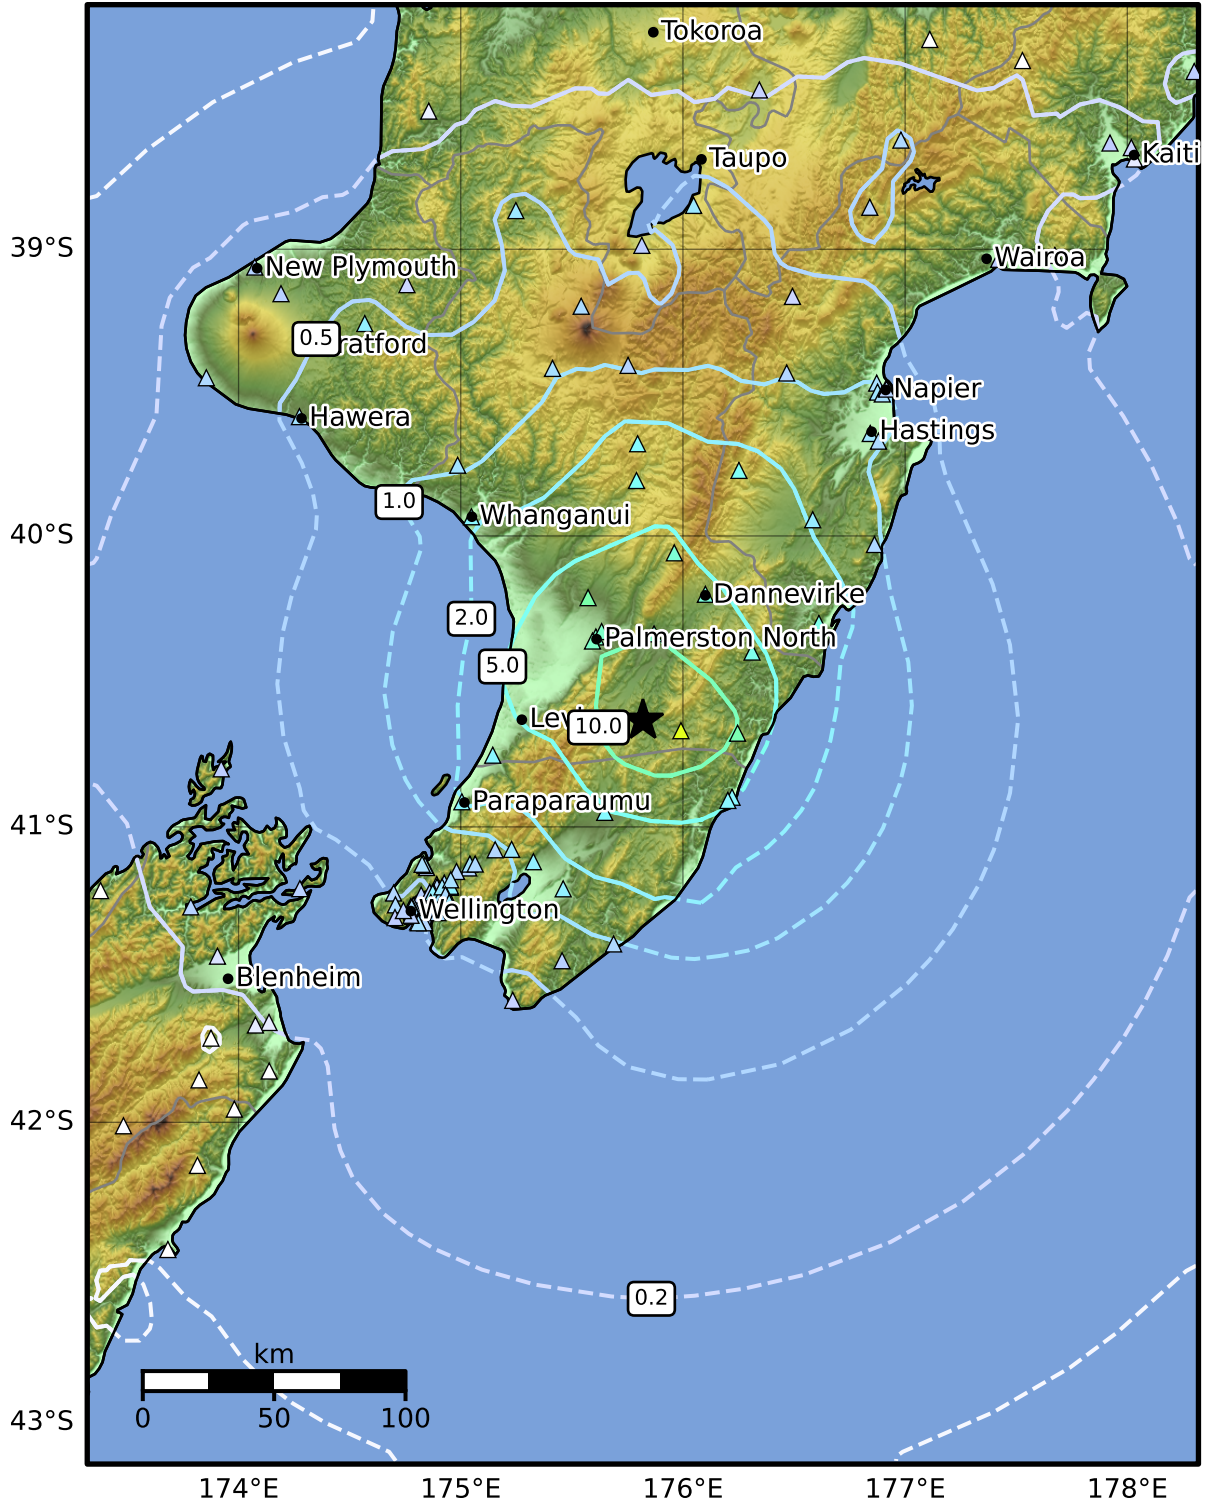 Tokoroa
Taupo
Kaiti
39°S
Wairoa
New Plymouth
0.5
ratford
Napier
Hawera
Hastings
1.0
Whanganui
40°S
Dannevirke
2.0
Palmerston North
5.0
Levi
10.0
Paraparaumu
41°S
Wellington
Blenheim
42°S
0.2
km
0
50
100
43°S
174°E
175°E
176°E
177°E
178°E